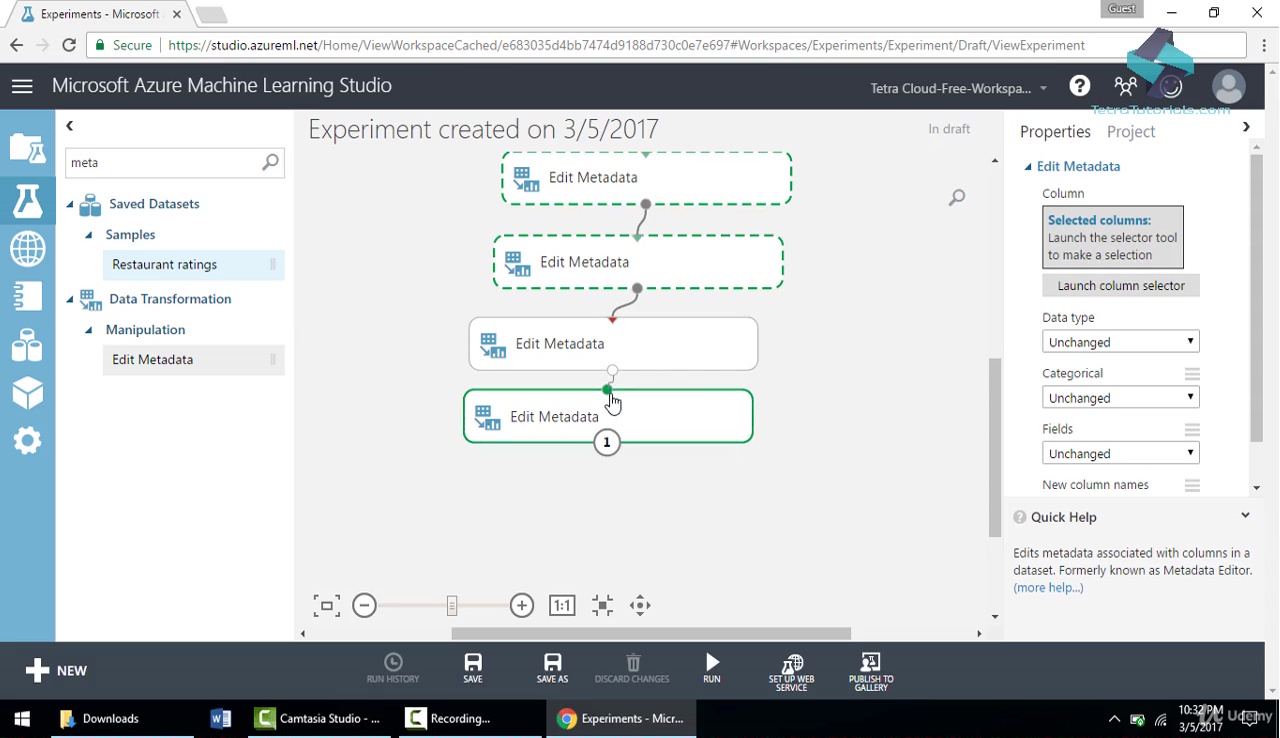 Experiments - Microsoft
Guest
Secure
https://studio.azureml.net/Home/ViewWorkspaceCached/e683035d4bb7474d9188d730c0e7e697#Workspaces/Experiments/Experiment/Draft/ViewExperiment
Microsoft Azure Machine Learning Studio
Tetra Cloud-Free-Workspa...
?
TetraTutorials.com
meta
Saved Datasets
Samples
Restaurant ratings
Data Transformation
Manipulation
Edit Metadata
Experiment created on 3/5/2017
In draft
Edit Metadata
Edit Metadata
Edit Metadata
Edit Metadata
1
1:1
Properties
Project
Edit Metadata
Column
Selected columns:
Launch the selector tool
to make a selection
Launch column selector
Data type
Unchanged
Categorical
Unchanged
Fields
Unchanged
New column names
? Quick Help
Edits metadata associated with columns in a
dataset. Formerly known as Metadata Editor.
(more help...)
NEW
RUN HISTORY
SAVE
SAVE AS
DISCARD CHANGES
RUN
SET UP WEB
SERVICE
PUBLISH TO
GALLERY
Downloads
Camtasia Studio - ...
Recording...
Experiments - Micr...
10:32 PM
3/5/2017
Udemy